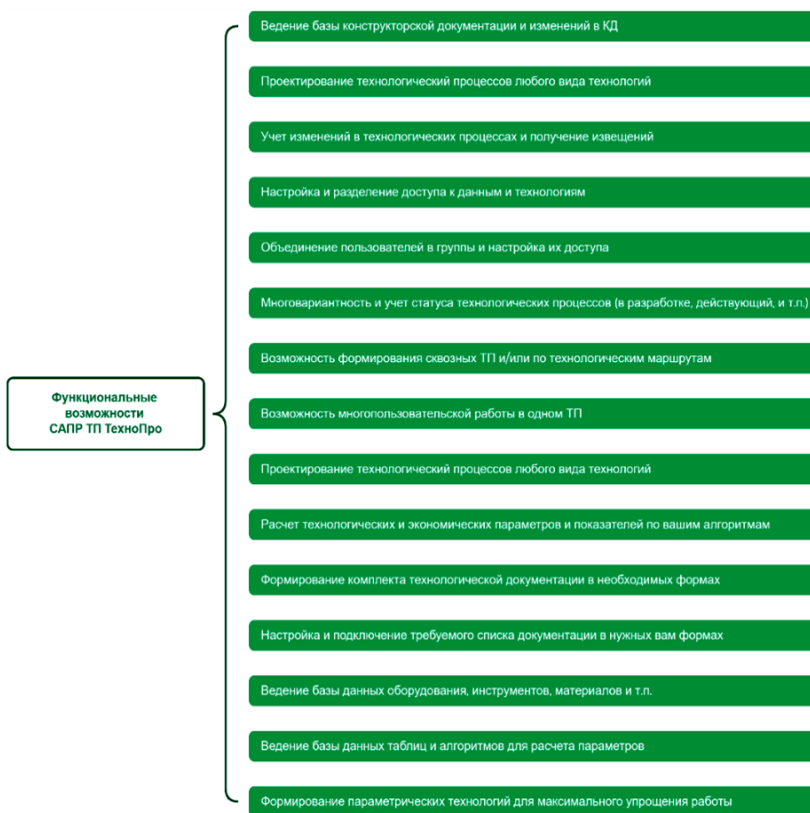 Ведение базы конструкторской документации и изменений в КД
Проектирование технологический процессов любого вида технологий
Учет изменений в технологических процессах и получение извещений
Настройка и разделение доступа к данным и технологиям
Объединение пользователей в группы и настройка их доступа
Многовариантность и учет статуса технологических процессов (в разработке, действующий, и т.п.)
Возможность формирования сквозных ТП и/или по технологическим маршрутам
Функциональные
возможности
САПР ТП ТехноПро
Возможность многопользовательской работы в одном ТП
Проектирование технологический процессов любого вида технологий
Расчет технологических и экономических параметров и показателей по вашим алгоритмам
Формирование комплекта технологической документации в необходимых формах
Настройка и подключение требуемого списка документации в нужных вам формах
Ведение базы данных оборудования, инструментов, материалов и т.п.
Ведение базы данных таблиц и алгоритмов для расчета параметров
Формирование параметрических технологий для максимального упрощения работы